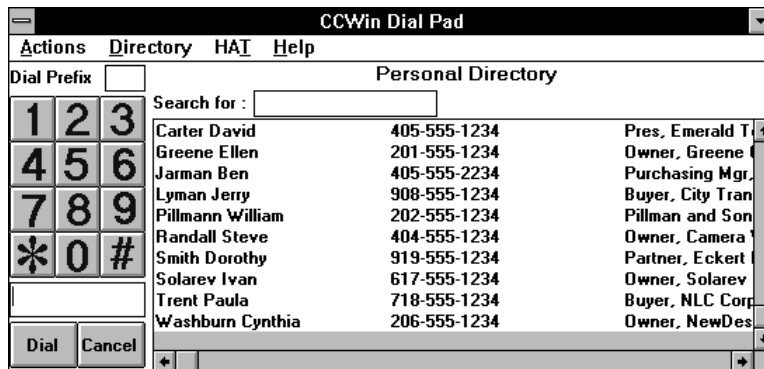 CCWin Dial Pad
Actions Directory HAT Help
Dial Prefix
Personal Directory
Search for :
1 2 3
4 5 6
7 8 9
* 0 #
Carter David 405-555-1234 Pres, Emerald
Greene Ellen 201-555-1234 Owner, Greene
Jarman Ben 405-555-2234 Purchasing Mgr,
Lyman Jerry 908-555-1234 Buyer, City Tran
Pillmann William 202-555-1234 Pillman and Son
Randall Steve 404-555-1234 Owner, Camera
Smith Dorothy 919-555-1234 Partner, Eckert
Solarev Ivan 617-555-1234 Owner, Solarev
Trent Paula 718-555-1234 Buyer, NLC Corp
Washburn Cynthia 206-555-1234 Owner, NewDes
Dial Cancel